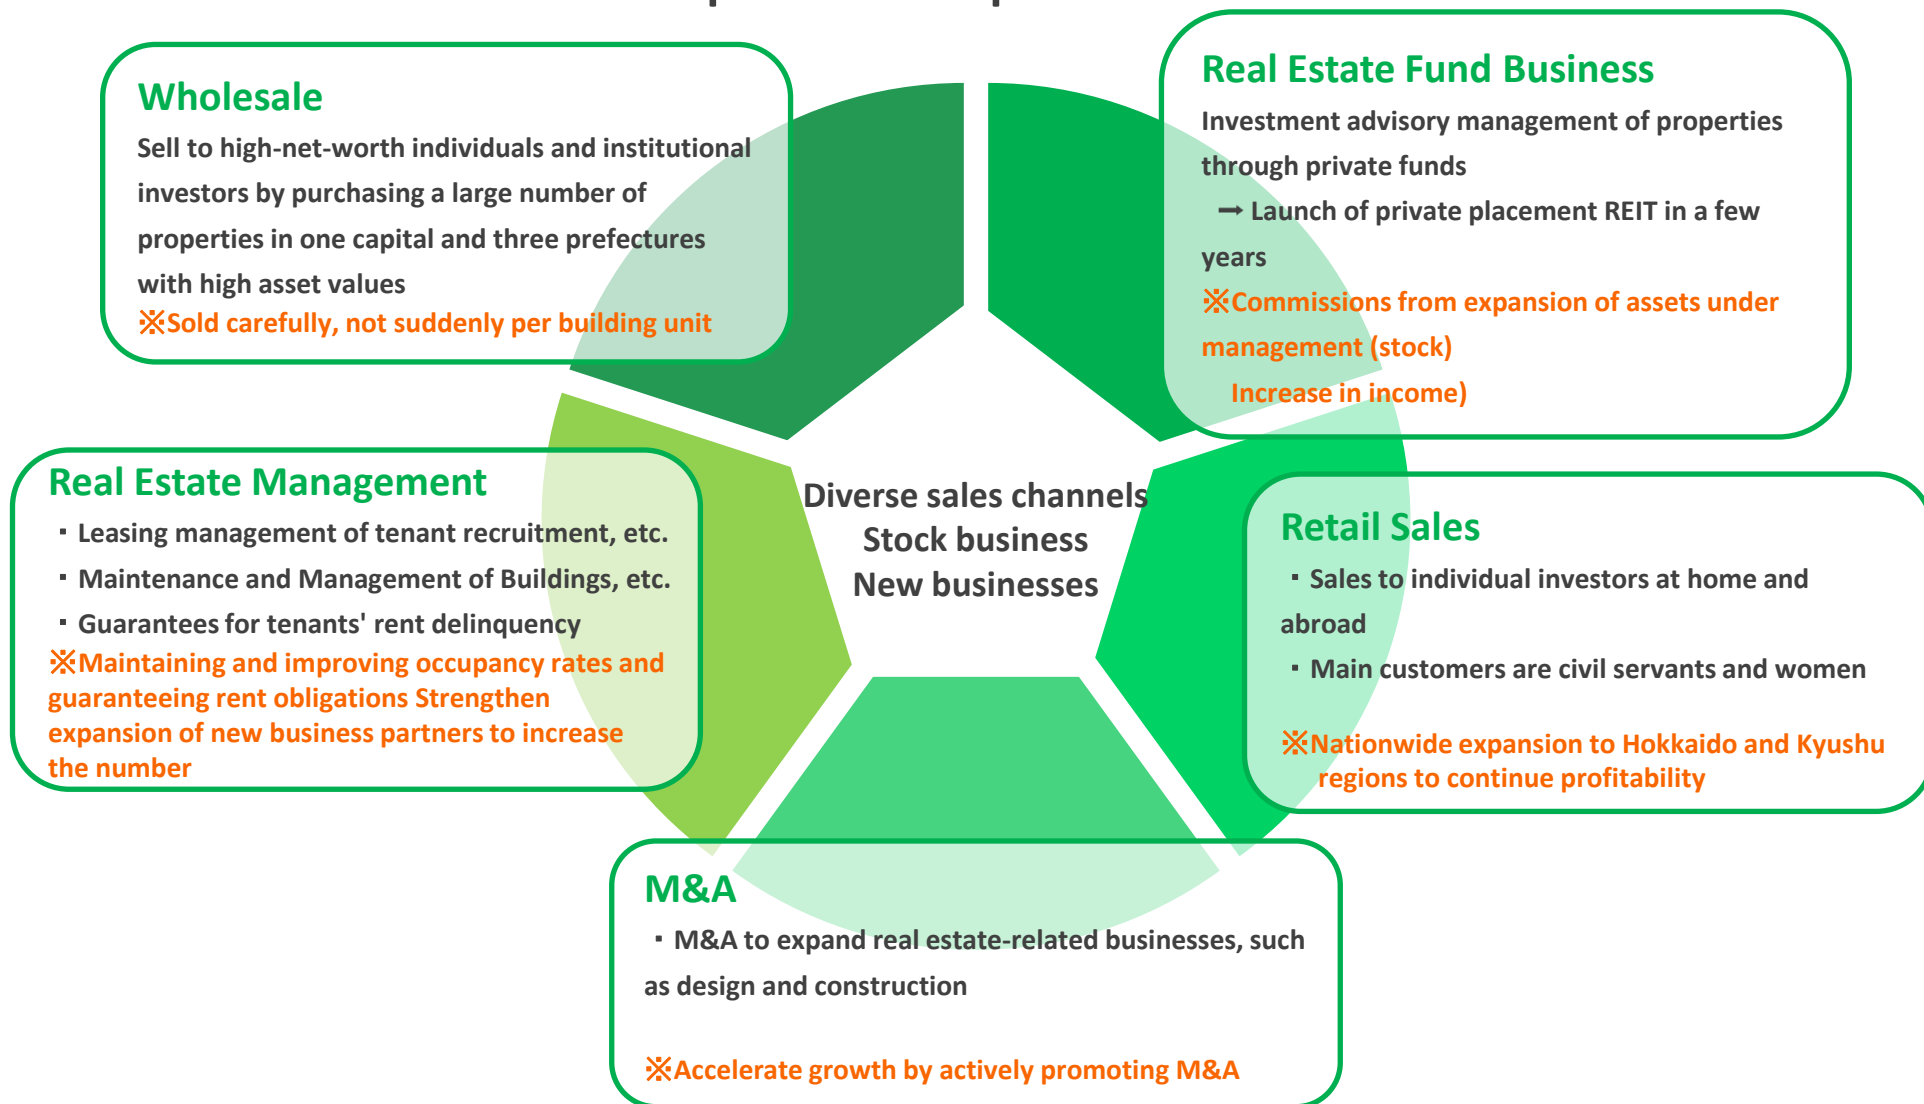 Wholesale
Sell to high-net-worth individuals and institutional
investors by purchasing a large number of
properties in one capital and three prefectures
with high asset values
※Sold carefully, not suddenly per building unit
Real Estate Fund Business
Investment advisory management of properties
through private funds
→ Launch of private placement REIT in a few
years
※Commissions from expansion of assets under
management (stock)
Increase in income)
Real Estate Management
・Leasing management of tenant recruitment, etc.
・Maintenance and Management of Buildings, etc.
・Guarantees for tenants' rent delinquency
※Maintaining and improving occupancy rates and
guaranteeing rent obligations Strengthen
expansion of new business partners to increase
the number
Diverse sales channels
Stock business
New businesses
Retail Sales
・Sales to individual investors at home and
abroad
・Main customers are civil servants and women
※Nationwide expansion to Hokkaido and Kyushu
regions to continue profitability
M&A
・M&A to expand real estate-related businesses, such
as design and construction
※Accelerate growth by actively promoting M&A